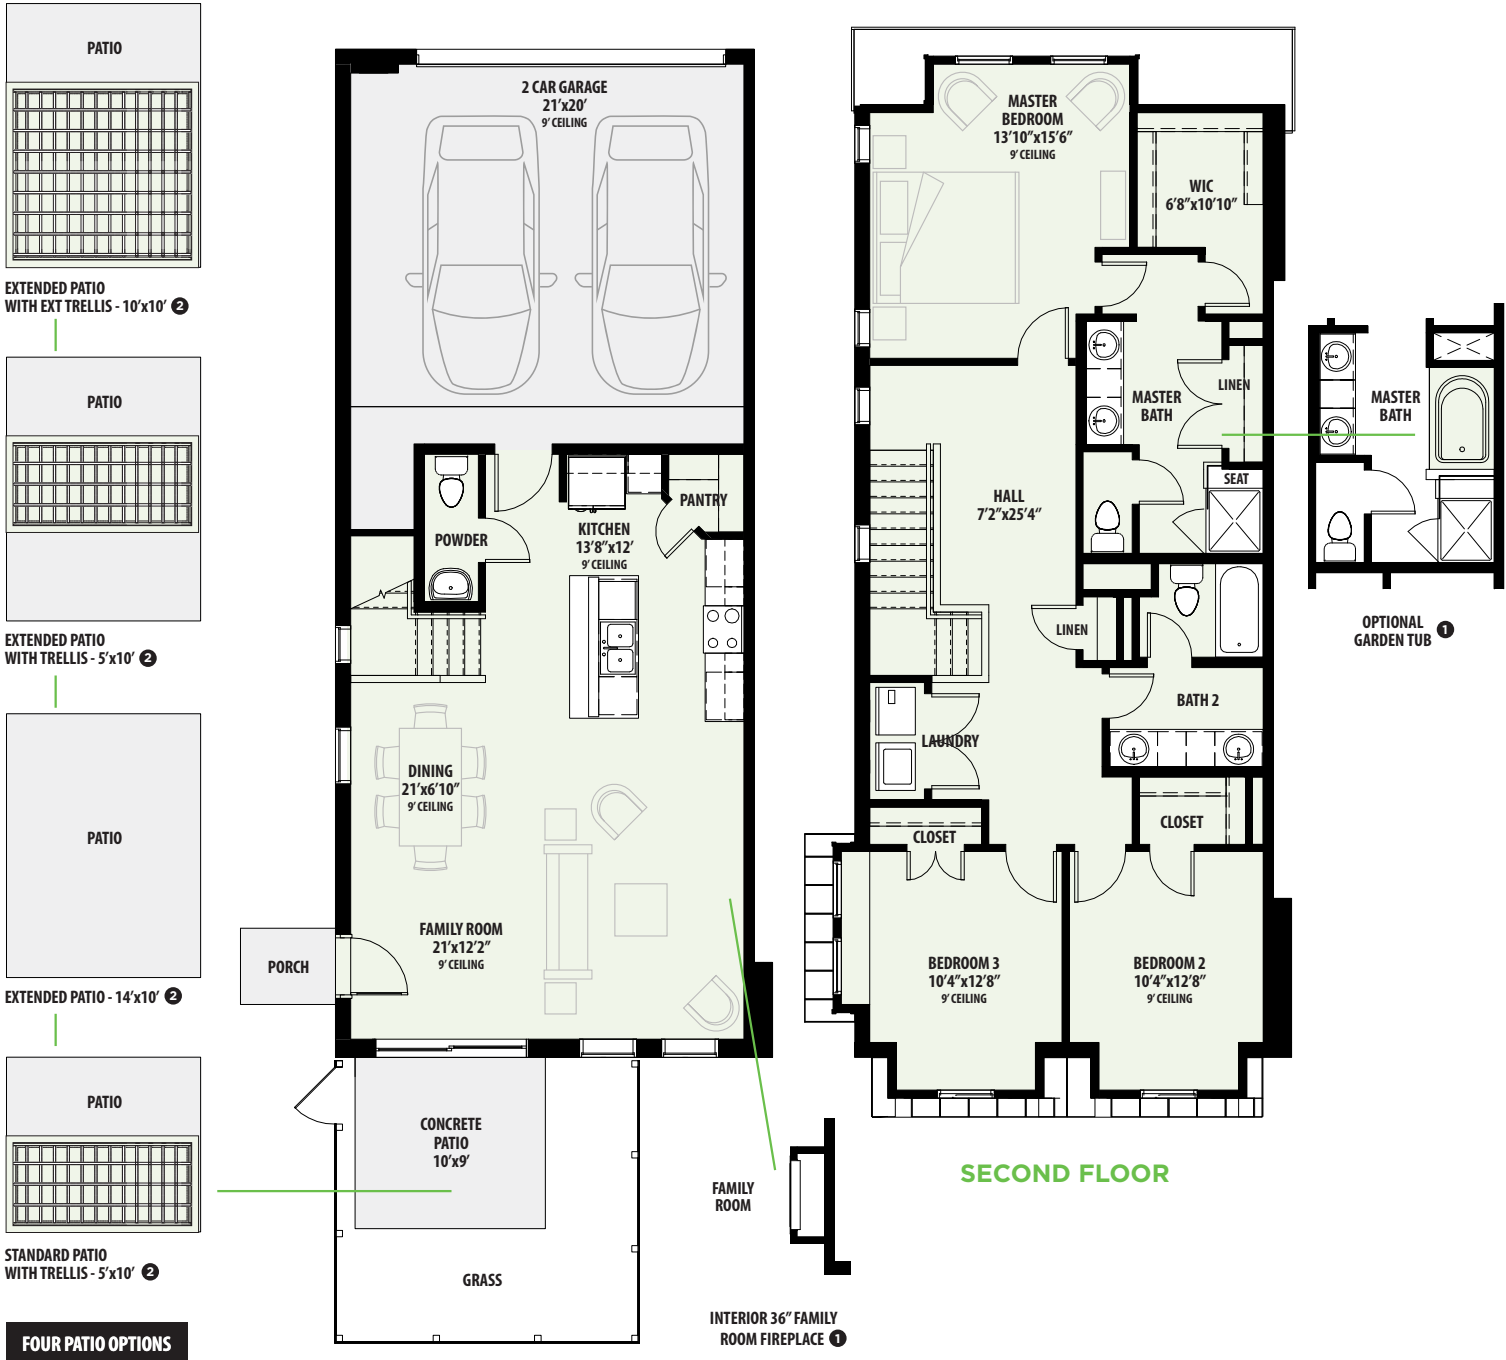 PATIO
EXTENDED PATIO
WITH EXT TRELLIS - 10'x10' 2
PATIO
EXTENDED PATIO
WITH TRELLIS - 5'x10' 2
PATIO
EXTENDED PATIO - 14'x10' 2
PATIO
STANDARD PATIO
WITH TRELLIS - 5'x10' 2
FOUR PATIO OPTIONS
2 CAR GARAGE
21'x20'
9' CEILING
POWDER
KITCHEN
13'8"x12'
9' CEILING
PANTRY
DINING
21'x6'10"
9' CEILING
FAMILY ROOM
21'x12'2"
9' CEILING
PORCH
CONCRETE
PATIO
10'x9'
GRASS
FAMILY
ROOM
INTERIOR 36" FAMILY
ROOM FIREPLACE 1
MASTER
BEDROOM
13'10"x15'6"
9' CEILING
WIC
6'8"x10'10"
MASTER
BATH
LINEN
SEAT
HALL
7'2"x25'4"
LINEN
BATH 2
LAUNDRY
CLOSET
CLOSET
BEDROOM 3
10'4"x12'8"
9' CEILING
BEDROOM 2
10'4"x12'8"
9' CEILING
SECOND FLOOR
MASTER
BATH
OPTIONAL
GARDEN TUB 1